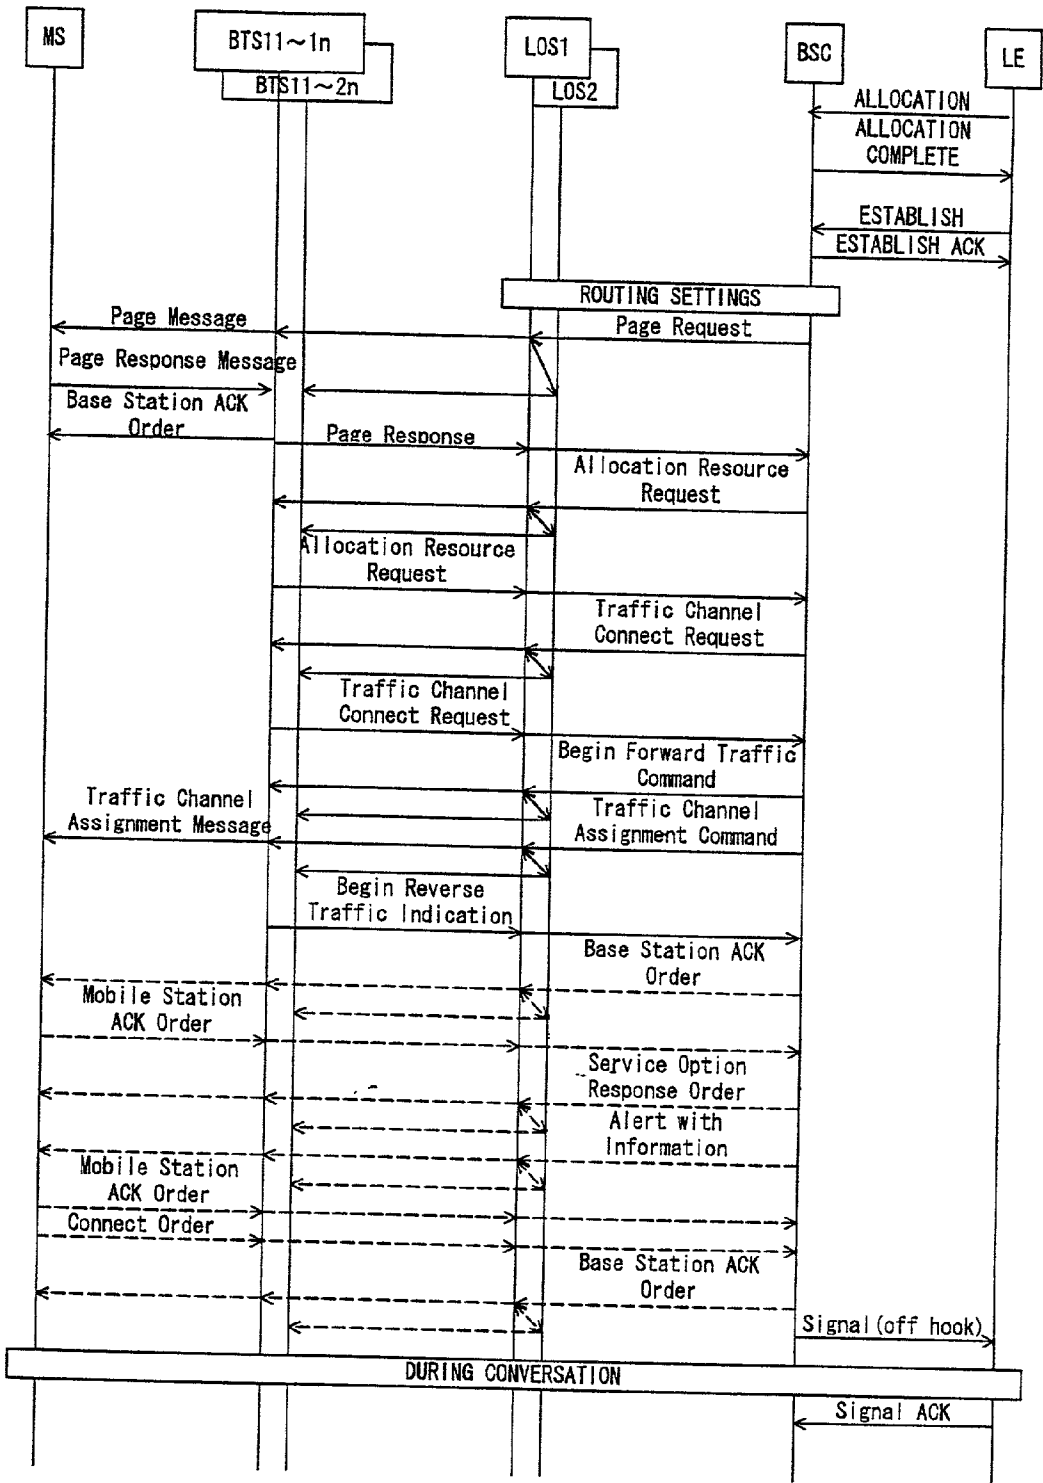 MS
BTS11～1n
BTS11～2n
LOS1
LOS2
BSC
LE
ALLOCATION
ALLOCATION
COMPLETE
ESTABLISH
ESTABLISH ACK
ROUTING SETTINGS
Page Message
Page Request
Page Response Message
Base Station ACK
Order
Page Response
Allocation Resource
Request
Allocation Resource
Request
Traffic Channel
Connect Request
Traffic Channel
Connect Request
Begin Forward Traffic
Command
Traffic Channel
Assignment Message
Traffic Channel
Assignment Command
Begin Reverse
Traffic Indication
Base Station ACK
Order
Mobile Station
ACK Order
Service Option
Response Order
Alert with
Information
Mobile Station
ACK Order
Connect Order
Base Station ACK
Order
Signal(off hook)
DURING CONVERSATION
Signal ACK